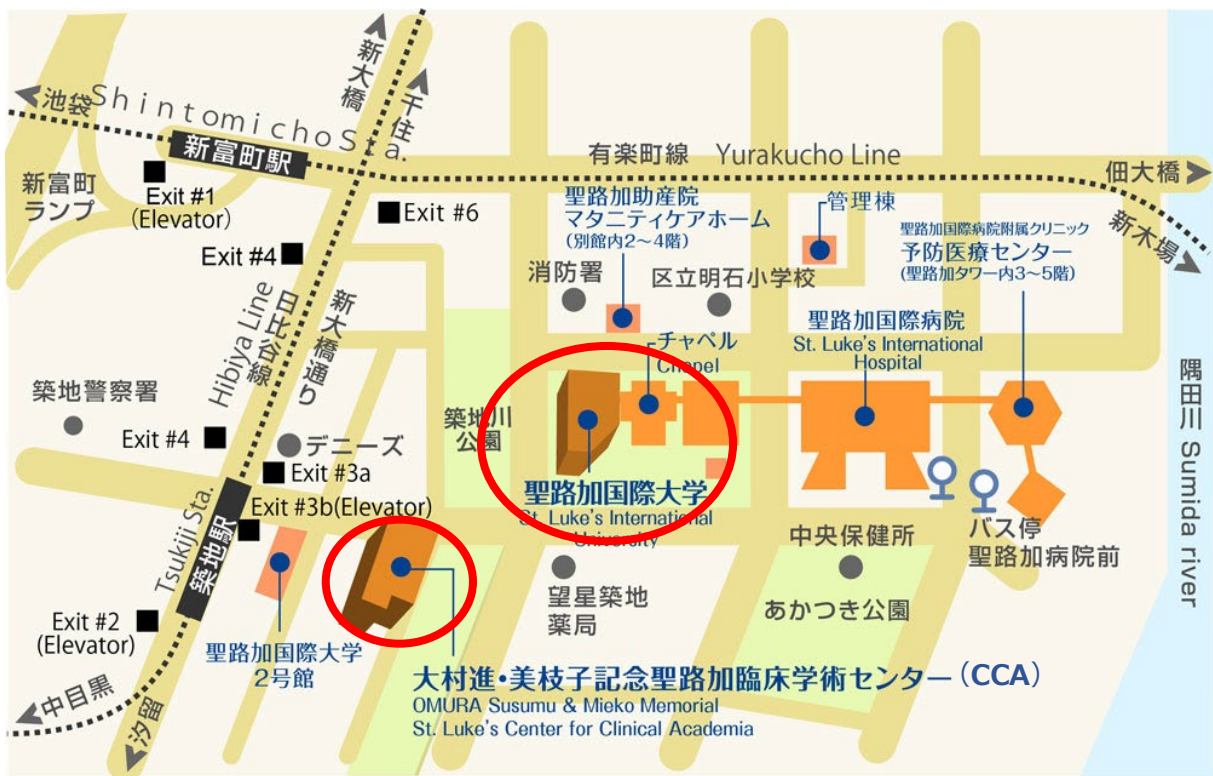 新大橋
千住
池袋
Shintomicho Sta.
新富町駅
有楽町線 Yurakucho Line
佃大橋
新木場
新富町
ランプ
Exit #1
(Elevator)
Exit #6
Exit #4
聖路加助産院
マタニティケアホーム
(別館内2~4階)
管理棟
聖路加国際病院附属クリニック
予防医療センター
(聖路加タワー内3~5階)
消防署
区立明石小学校
Hibiya Line
日比谷線
新大橋通り
チャペル
Chapel
聖路加国際病院
St. Luke's International
Hospital
隅田川 Sumida river
築地警察署
築地川
公園
Exit #4
デニーズ
Exit #3a
Exit #3b(Elevator)
聖路加国際大学
St. Luke's International
University
Tsukiji Sta.
築地駅
中央保健所
バス停
聖路加病院前
望星築地
薬局
あかつき公園
Exit #2
(Elevator)
聖路加国際大学
2号館
大村進・美枝子記念聖路加臨床学術センター(CCA)
OMURA Susumu & Mieko Memorial
St. Luke's Center for Clinical Academia
中目黒
汐留